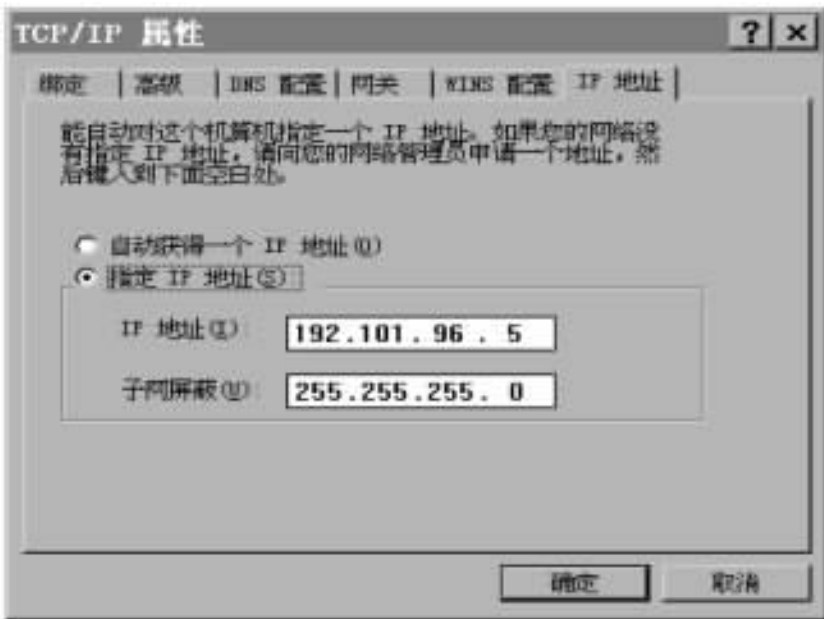 TCP/IP 属性
绑定 高级 DNS 配置 网关 WINS 配置 IP 地址
能自动对这个机算机指定一个 IP 地址。如果您的网络没
有指定 IP 地址，请向您的网络管理员申请一个地址，然
后键入到下面空白处。
自动获得一个 IP 地址(O)
指定 IP 地址(S)
IP 地址(I): 192.101.96.5
子网屏蔽(U): 255.255.255.0
确定 取消